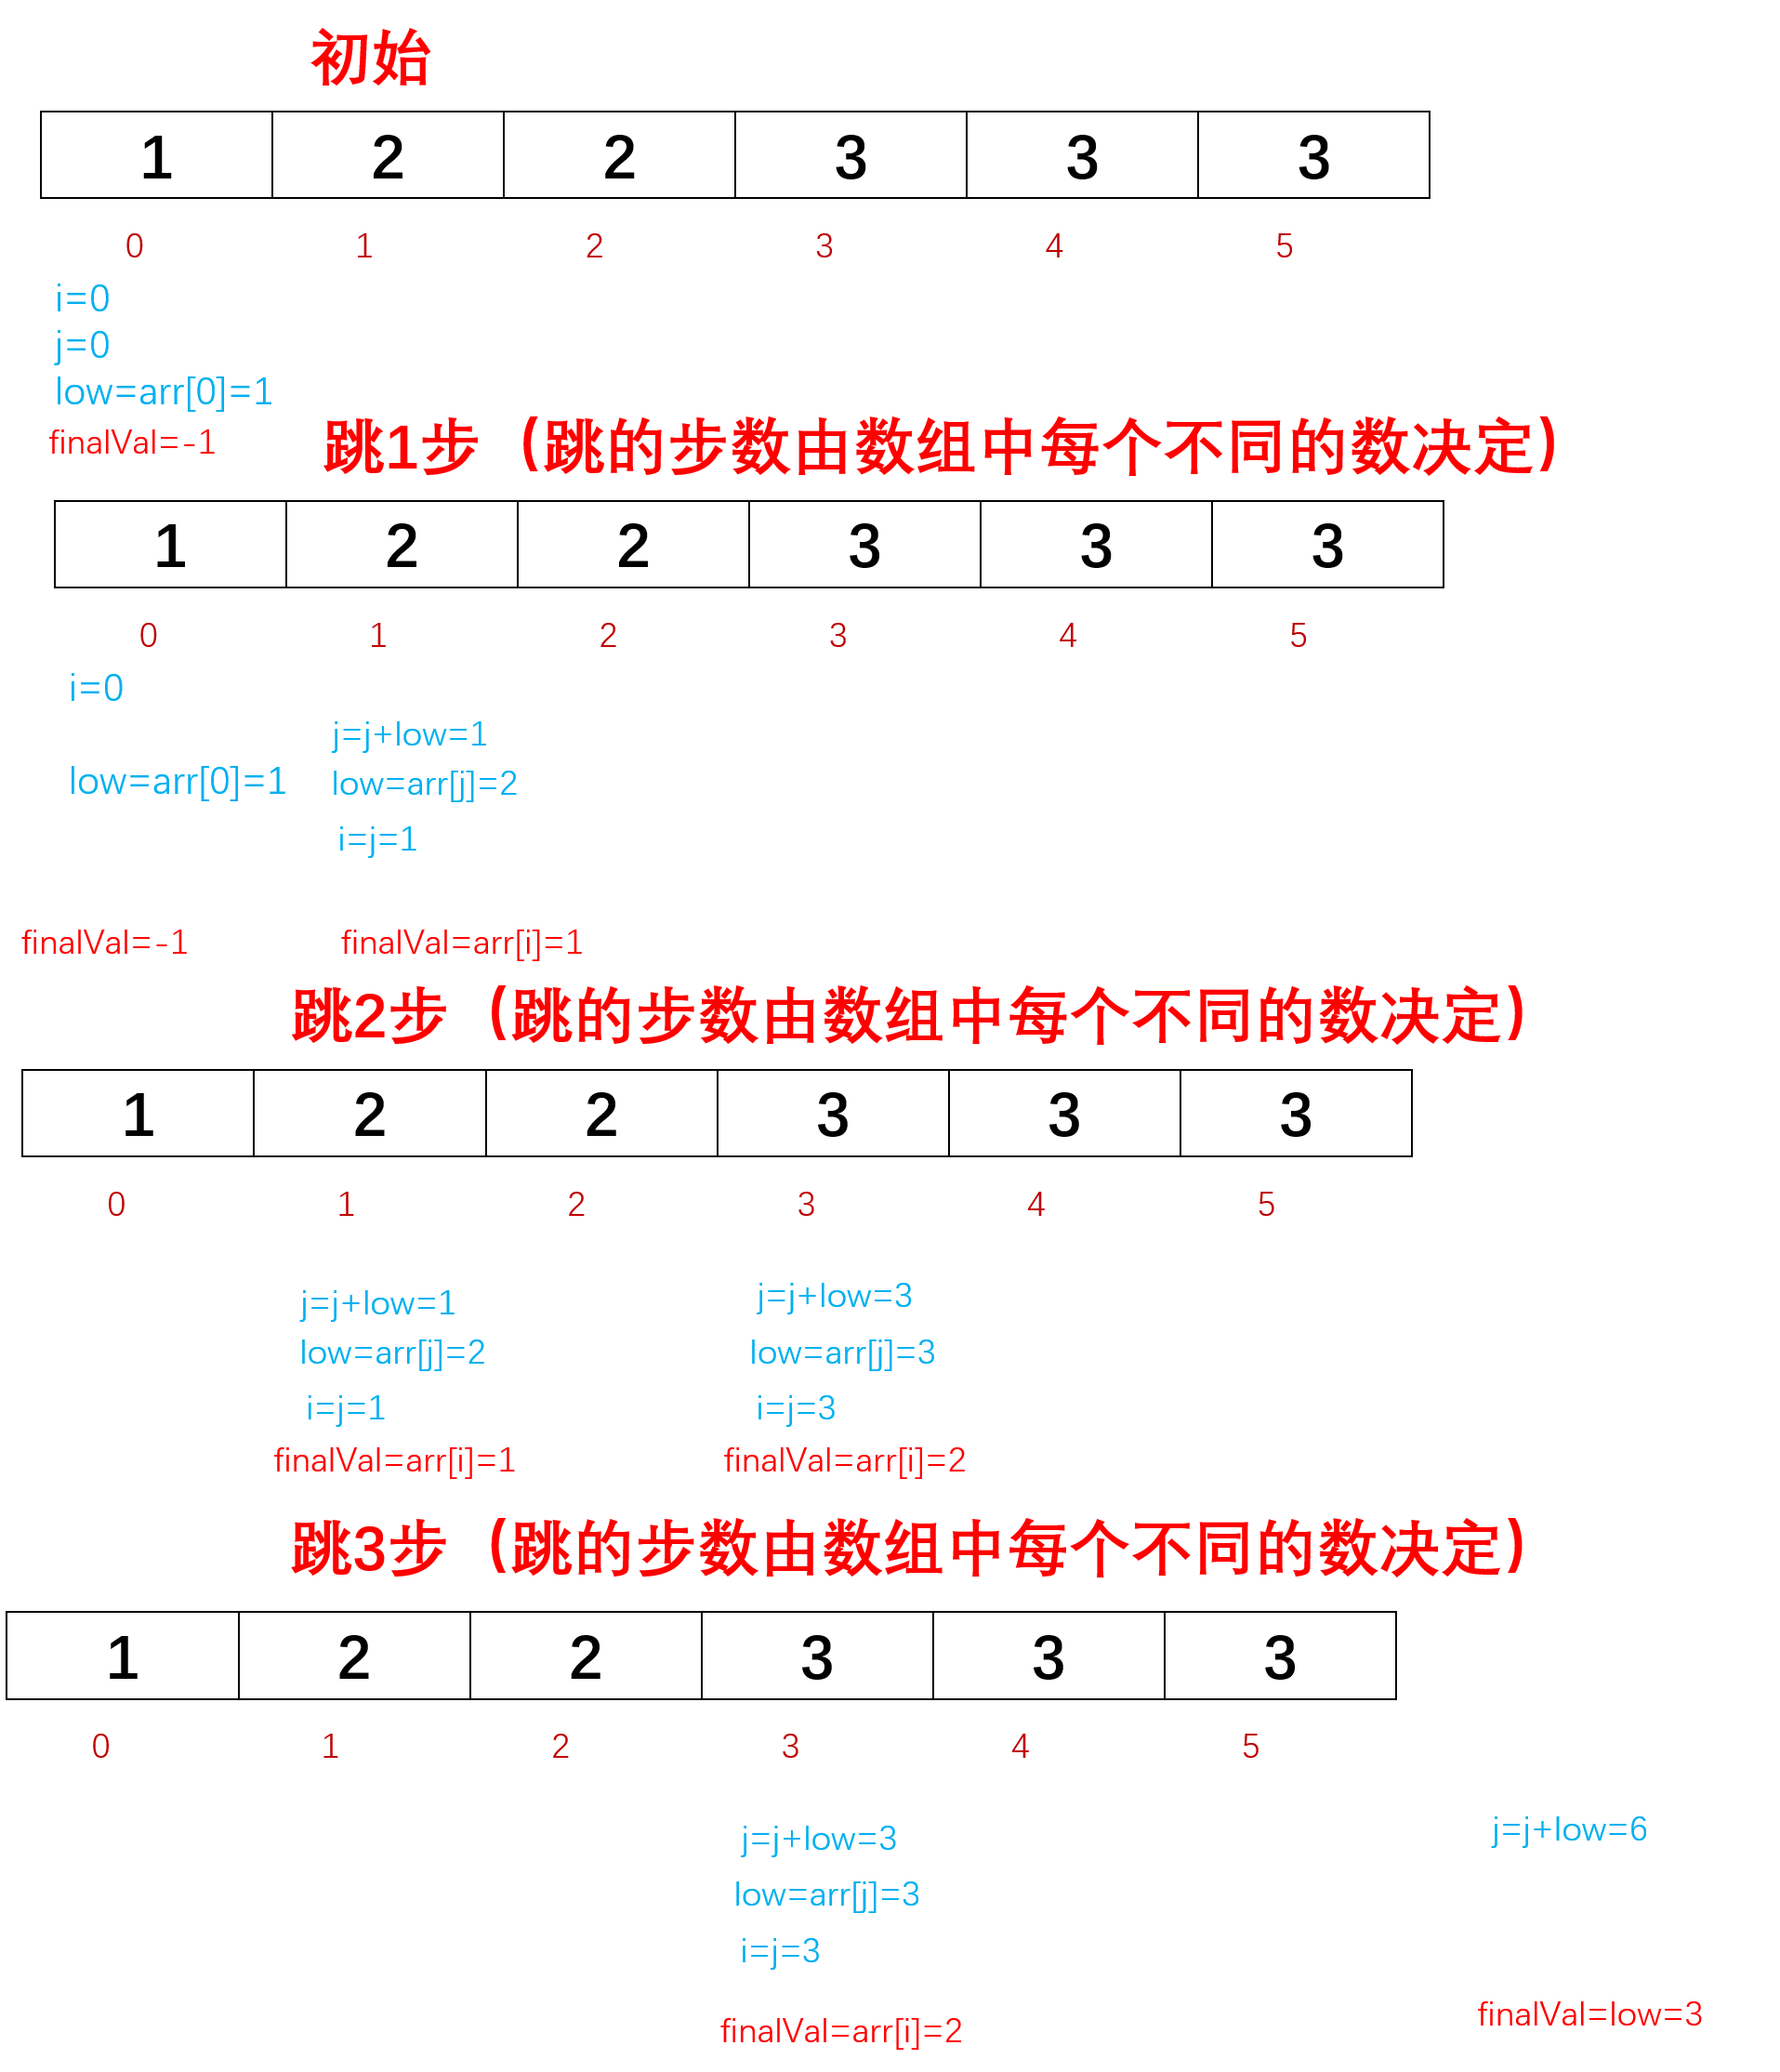 初始
1 2 2 3 3 3
0 1 2 3 4 5
i=0
j=0
low=arr[0]=1
finalVal=-1
跳1步（跳的步数由数组中每个不同的数决定）
1 2 2 3 3 3
0 1 2 3 4 5
i=0
j=j+low=1
low=arr[0]=1 low=arr[j]=2
i=j=1
finalVal=-1 finalVal=arr[i]=1
跳2步（跳的步数由数组中每个不同的数决定）
1 2 2 3 3 3
0 1 2 3 4 5
j=j+low=1 j=j+low=3
low=arr[j]=2 low=arr[j]=3
i=j=1 i=j=3
finalVal=arr[i]=1 finalVal=arr[i]=2
跳3步（跳的步数由数组中每个不同的数决定）
1 2 2 3 3 3
0 1 2 3 4 5
j=j+low=3 j=j+low=6
low=arr[j]=3
i=j=3
finalVal=arr[i]=2 finalVal=low=3